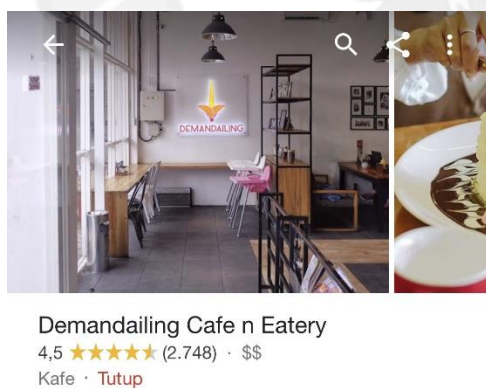 DEMANDAILING
Demandailing Cafe n Eatery
4,5 ★★★★★ (2.748) · $$
Kafe · Tutup